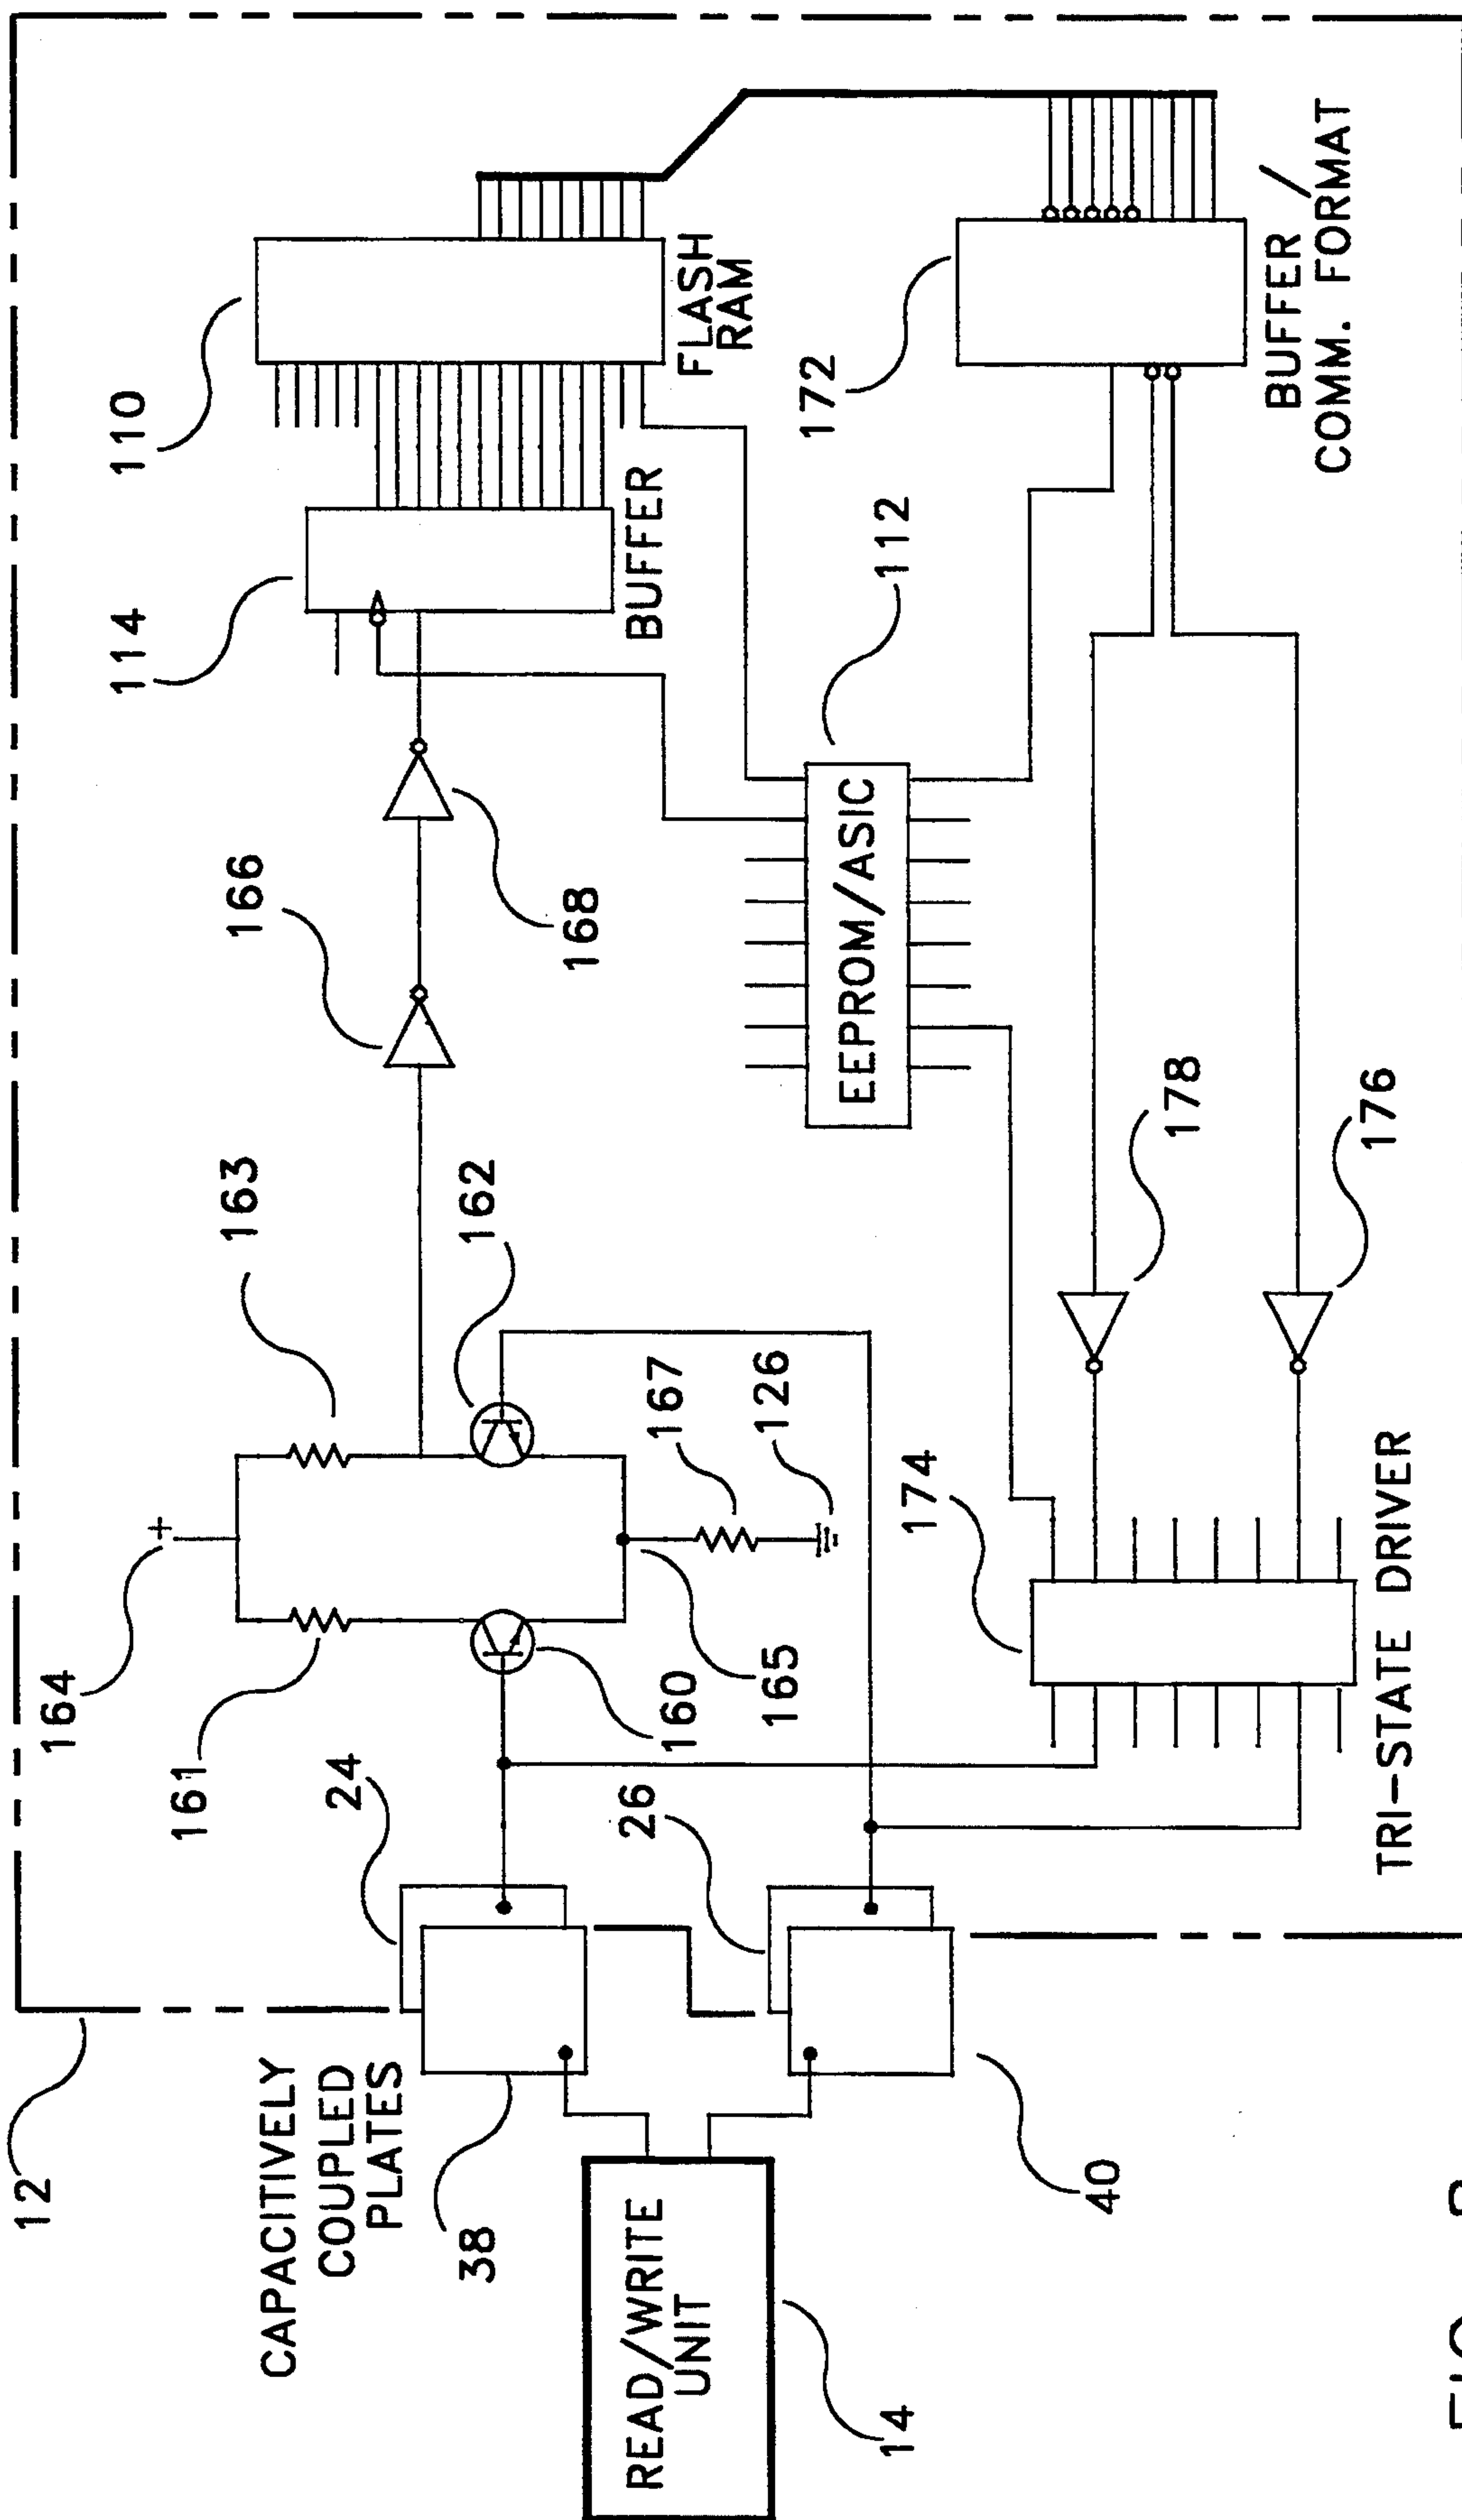 12
164
110
114
+
161
163
166
CAPACITIVELY
COUPLED
PLATES
24
38
162
168
26
READ/WRITE
UNIT
BUFFER
167
160
FLASH
RAM
126
165
172
EEPROM/ASIC
112
14
174
40
178
BUFFER /
COMM. FORMAT
176
TRI-STATE DRIVER
FIG.